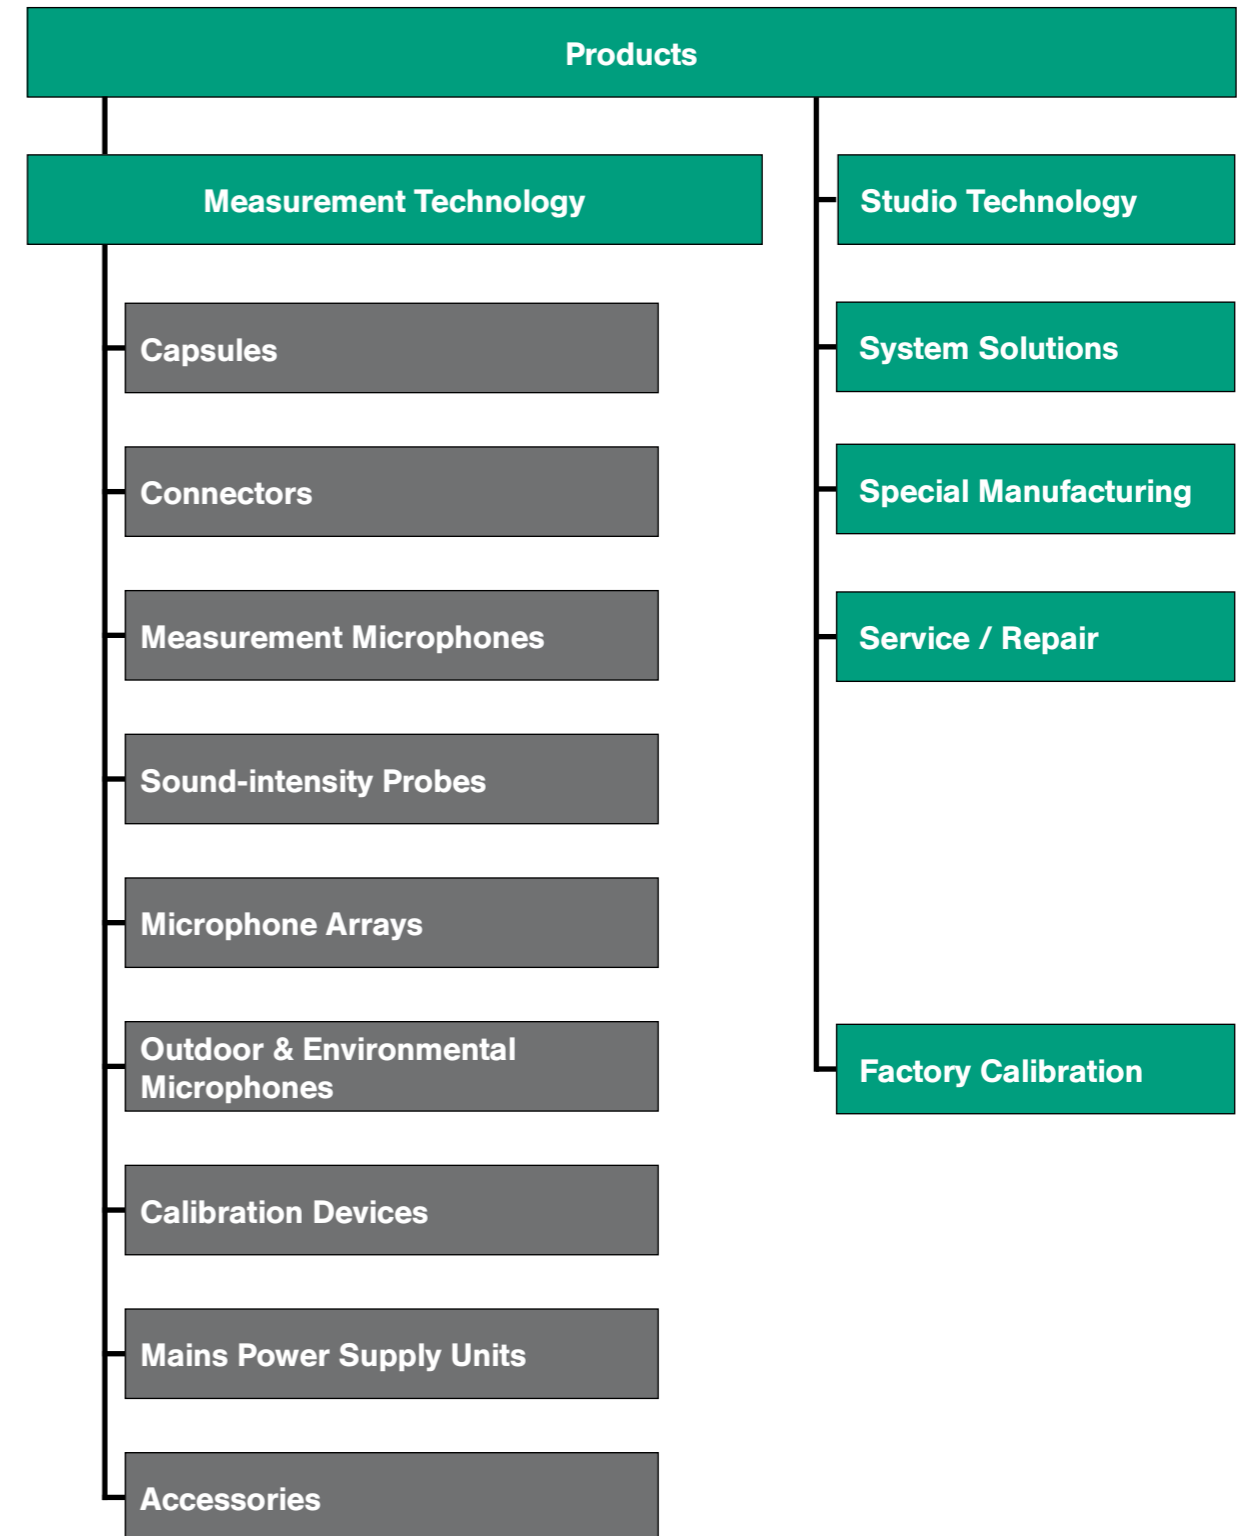 Products
Measurement Technology
Capsules
Connectors
Measurement Microphones
Sound-intensity Probes
Microphone Arrays
Outdoor & Environmental
Microphones
Calibration Devices
Mains Power Supply Units
Accessories
Studio Technology
System Solutions
Special Manufacturing
Service / Repair
Factory Calibration